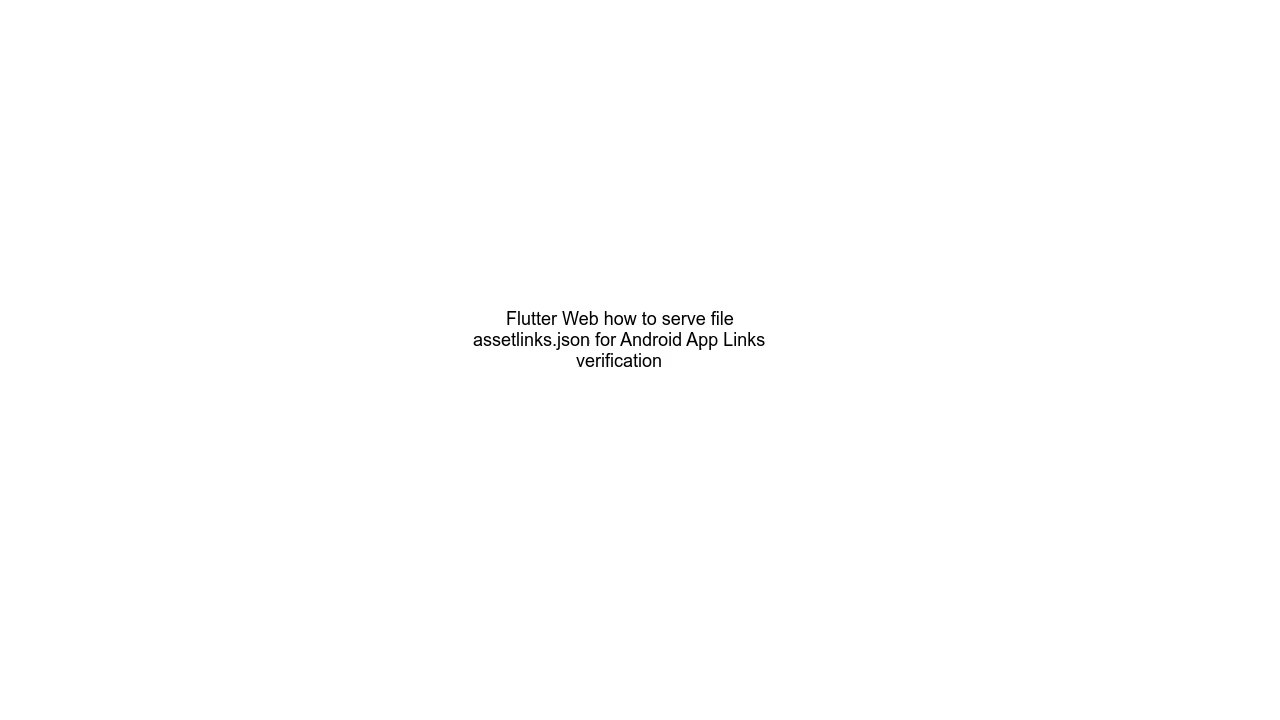 Flutter Web how to serve file
assetlinks.json for Android App Links
verification